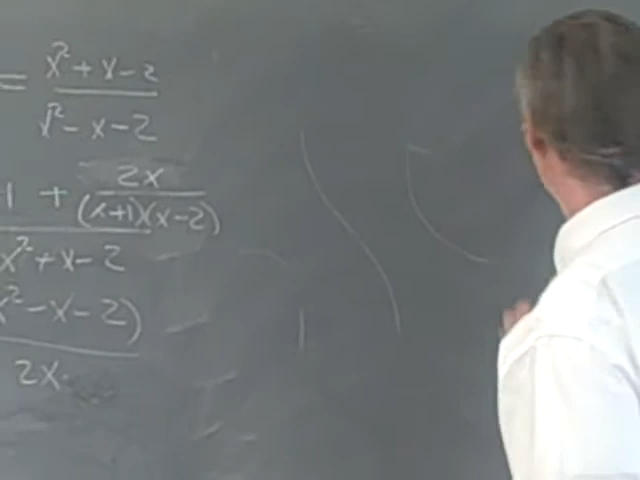 = x²+x-2
x²-x-2
1 + 2x
(x+1)(x-2)
x²+x-2
x²-x-2)
2x